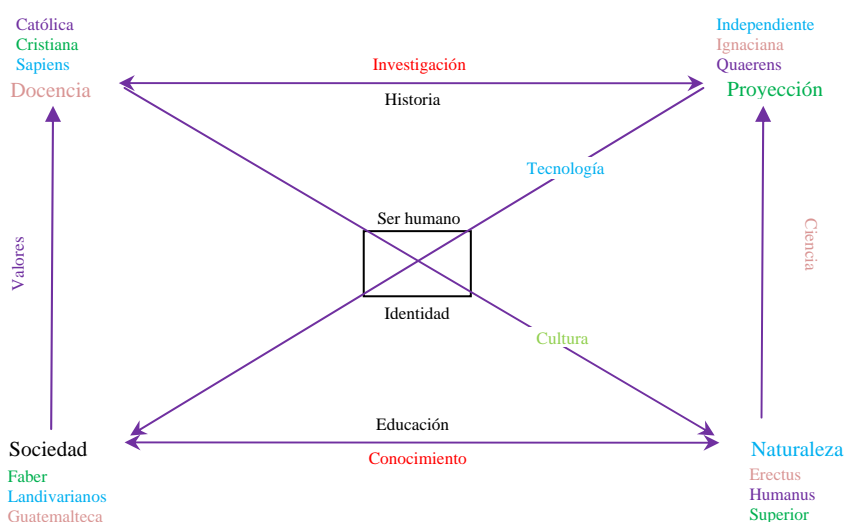 Católica
Cristiana
Sapiens
Docencia
Independiente
Ignaciana
Quaerens
Proyección
Investigación
Historia
Tecnología
Ser humano
Valores
Ciencia
Identidad
Cultura
Educación
Conocimiento
Sociedad
Faber
Landivarianos
Guatemalteca
Naturaleza
Erectus
Humanus
Superior